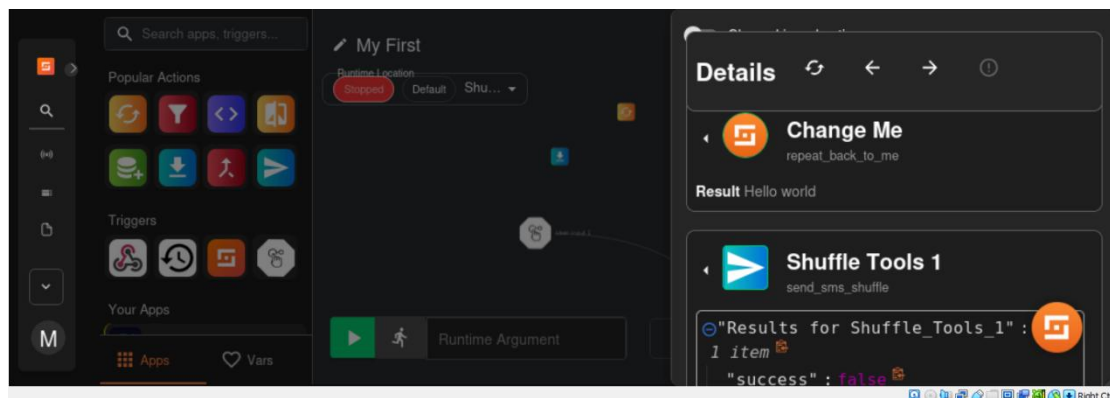 Search apps, triggers...
Popular Actions
Triggers
Your Apps
M
Apps
Vars
My First
Runtime Location
Stopped
Default
Shu...
Runtime Argument
Details
Change Me
repeat_back_to_me
Result Hello world
Shuffle Tools 1
send_sms_shuffle
"Results for Shuffle_Tools_1" :
1 item
"success" : false